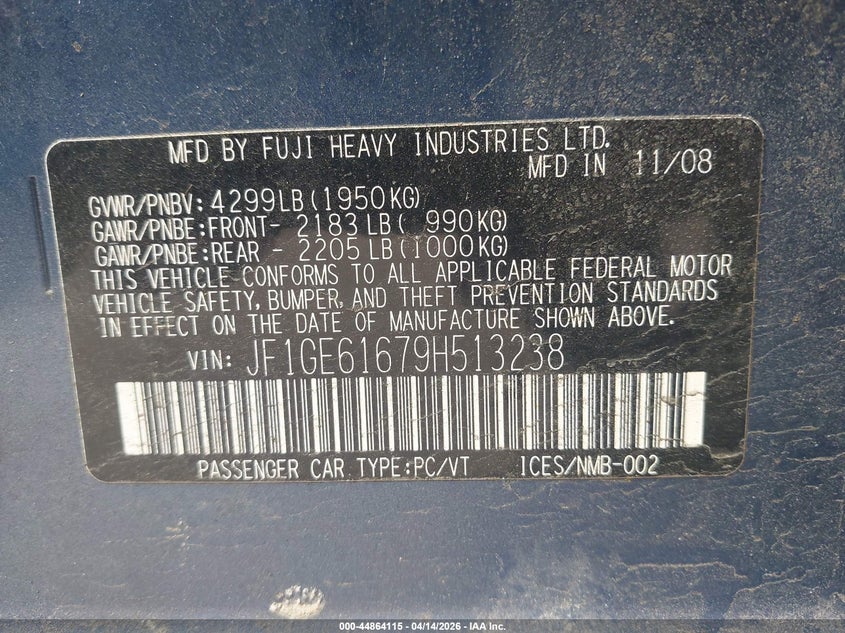 MFD BY FUJI HEAVY INDUSTRIES LTD.
MFD IN 11/08
GVWR/PNBV: 4299LB (1950KG)
GAWR/PNBE:FRONT- 2183 LB( 990KG)
GAWR/PNBE:REAR - 2205 LB(1000KG)
THIS VEHICLE CONFORMS TO ALL APPLICABLE FEDERAL MOTOR
VEHICLE SAFETY, BUMPER, AND THEFT PREVENTION STANDARDS
IN EFFECT ON THE DATE OF MANUFACTURE SHOWN ABOVE.
VIN: JF1GE61679H513238
PASSENGER CAR TYPE:PC/VT ICES/NMB-002
000-44864115 - 04/14/2026 - IAA Inc.